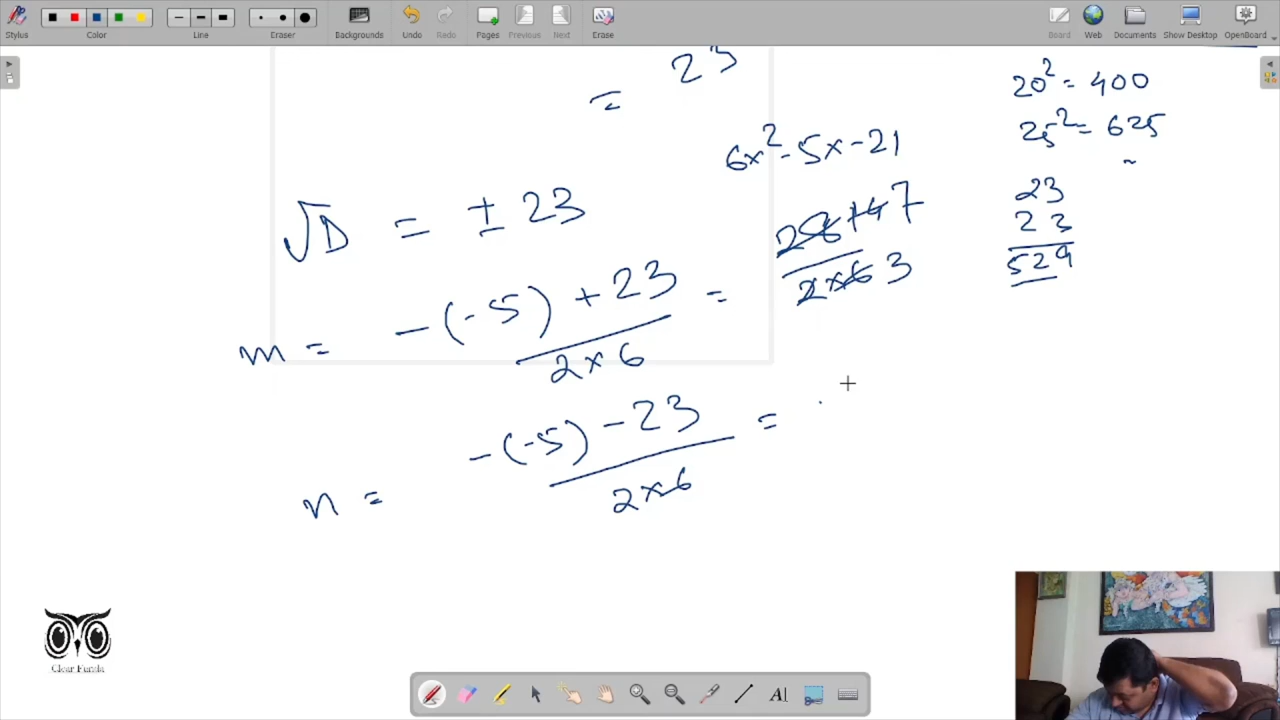 Stylus Color Line Eraser Backgrounds Undo Redo Pages Previous Next Erase Board Web Documents Show Desktop OpenBoard
= 23
20² = 400
25² = 625
6x² - 5x - 21
23
23
529
√D = ± 23
m = -(-5) + 23 / 2×6 = 28 14 7 / 2×6 3
n = -(-5) - 23 / 2×6 =
Clear Funda